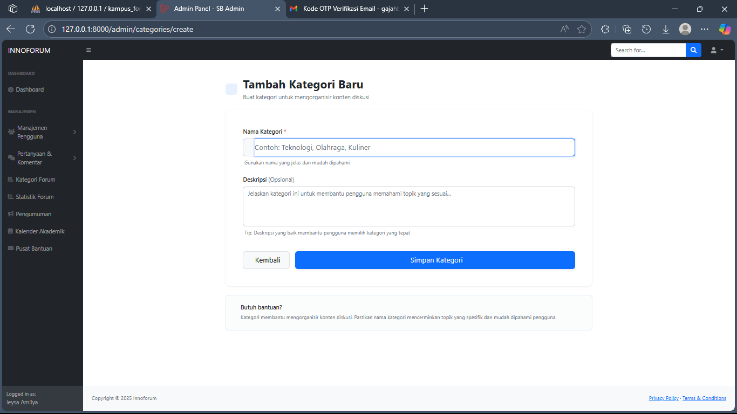 localhost / 127.0.0.1 / kampus_for
Admin Panel - SB Admin
Kode OTP Verifikasi Email - gajah
127.0.0.1:8000/admin/categories/create
INNOFORUM
Search for...
DASHBOARD
Dashboard
MANAJEMEN
Manajemen
Pengguna
Pertanyaan &
Komentar
Kategori Forum
Statistik Forum
Pengumuman
Kalender Akademik
Pusat Bantuan
Logged in as:
Tambah Kategori Baru
Buat kategori untuk mengorganisir konten diskusi
Nama Kategori *
Contoh: Teknologi, Olahraga, Kuliner
Gunakan nama yang jelas dan mudah dipahami
Deskripsi (Opsional)
Jelaskan kategori ini untuk membantu pengguna memahami topik yang sesuai...
Tip: Deskripsi yang baik membantu pengguna memilih kategori yang tepat
Kembali
Simpan Kategori
Butuh bantuan?
Kategori membantu mengorganisir konten diskusi. Pastikan nama kategori mencerminkan topik yang spesifik dan mudah dipahami pengguna.
Copyright © 2025 Innoforum
Privacy Policy · Terms & Conditions